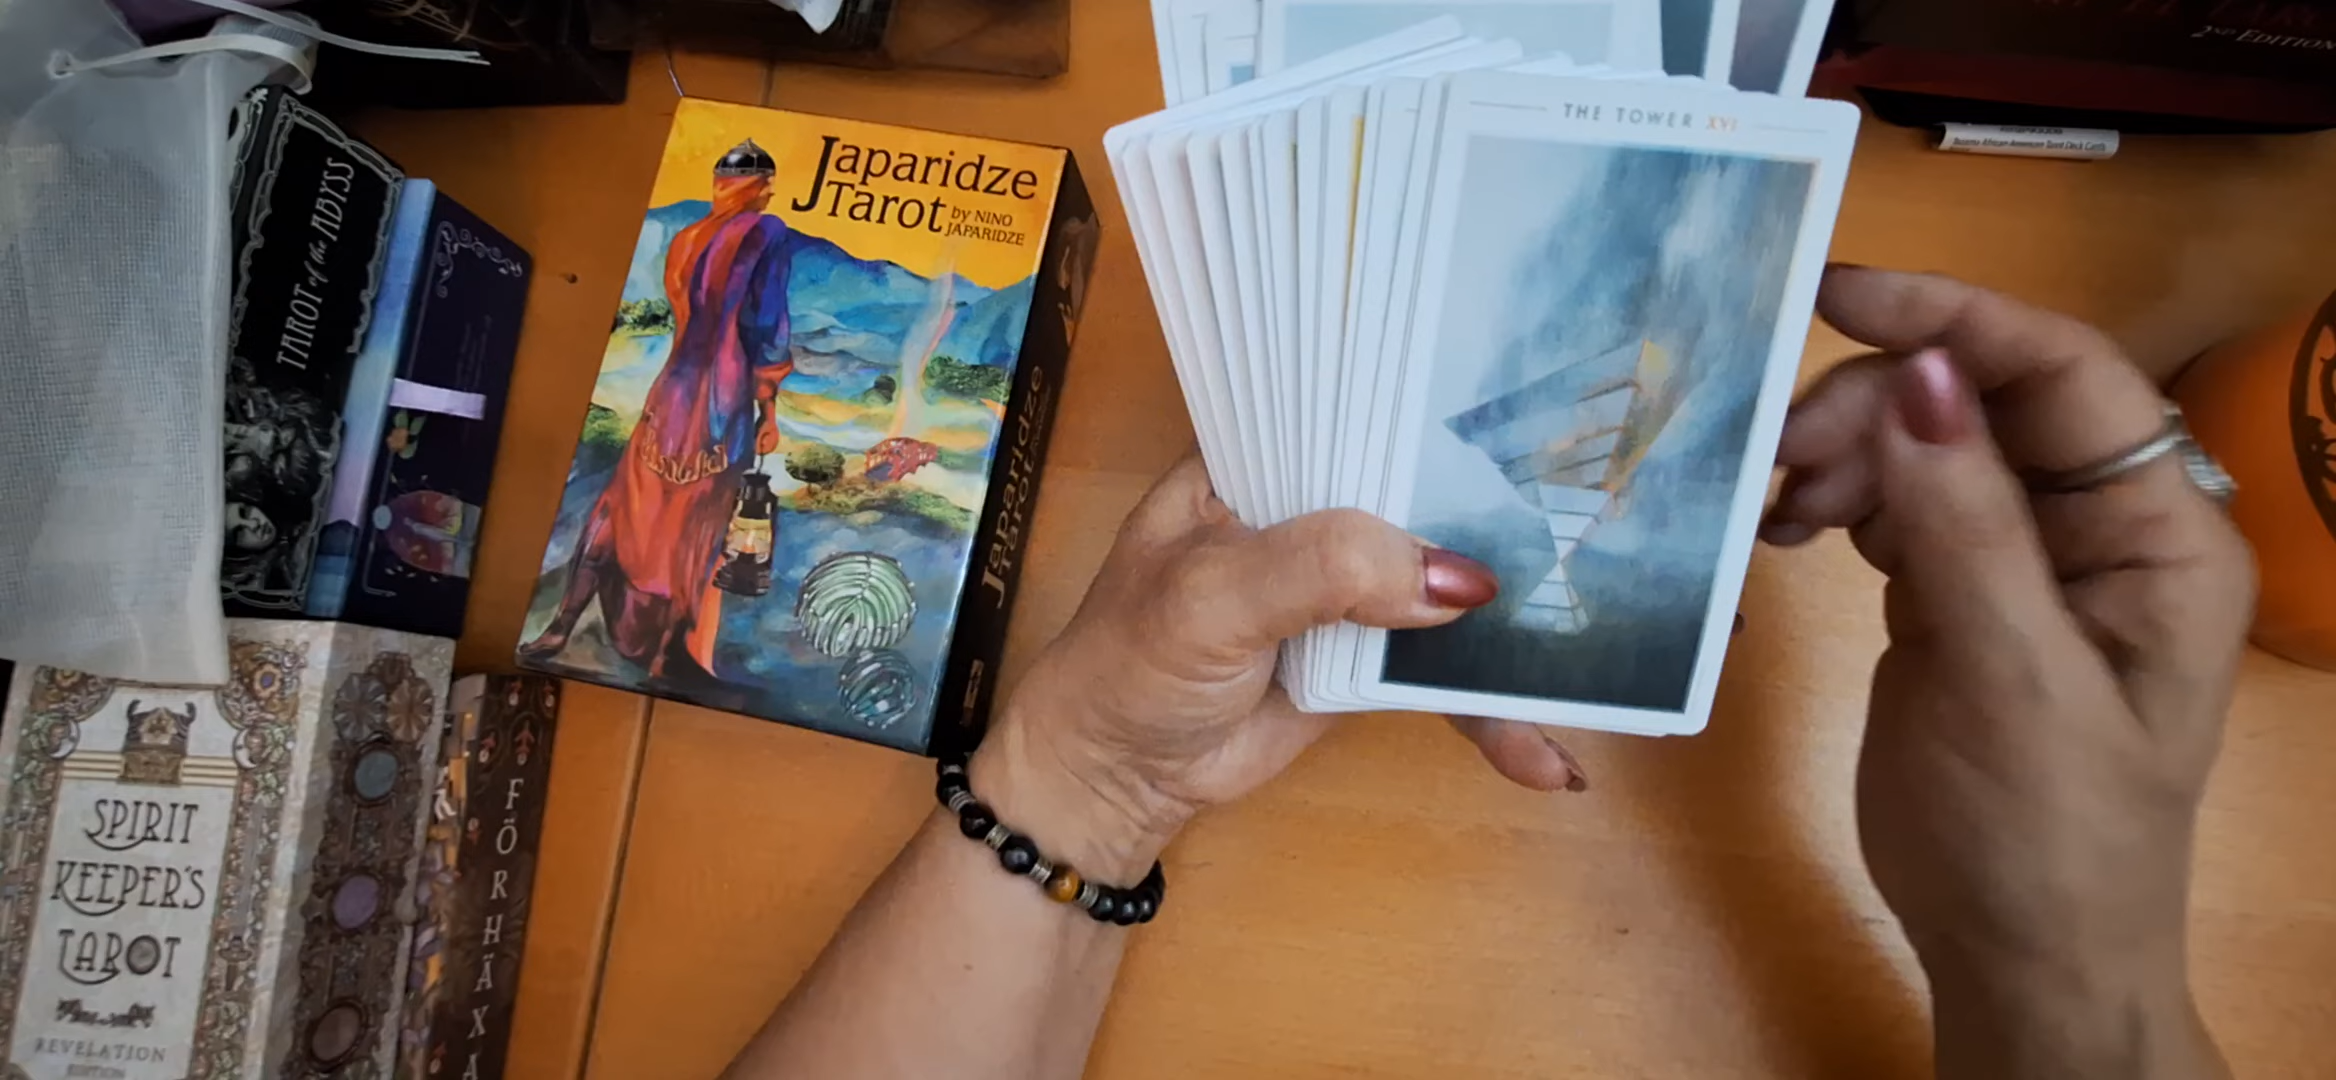 2ND EDITION
THE TOWER XVI
Japaridze
Tarot
by NINO
JAPARIDZE
Japaridze
Tarot
TAROT of the ABYSS
SPIRIT
KEEPER'S
TAROT
REVELATION
EDITION
FÖRHÄXA